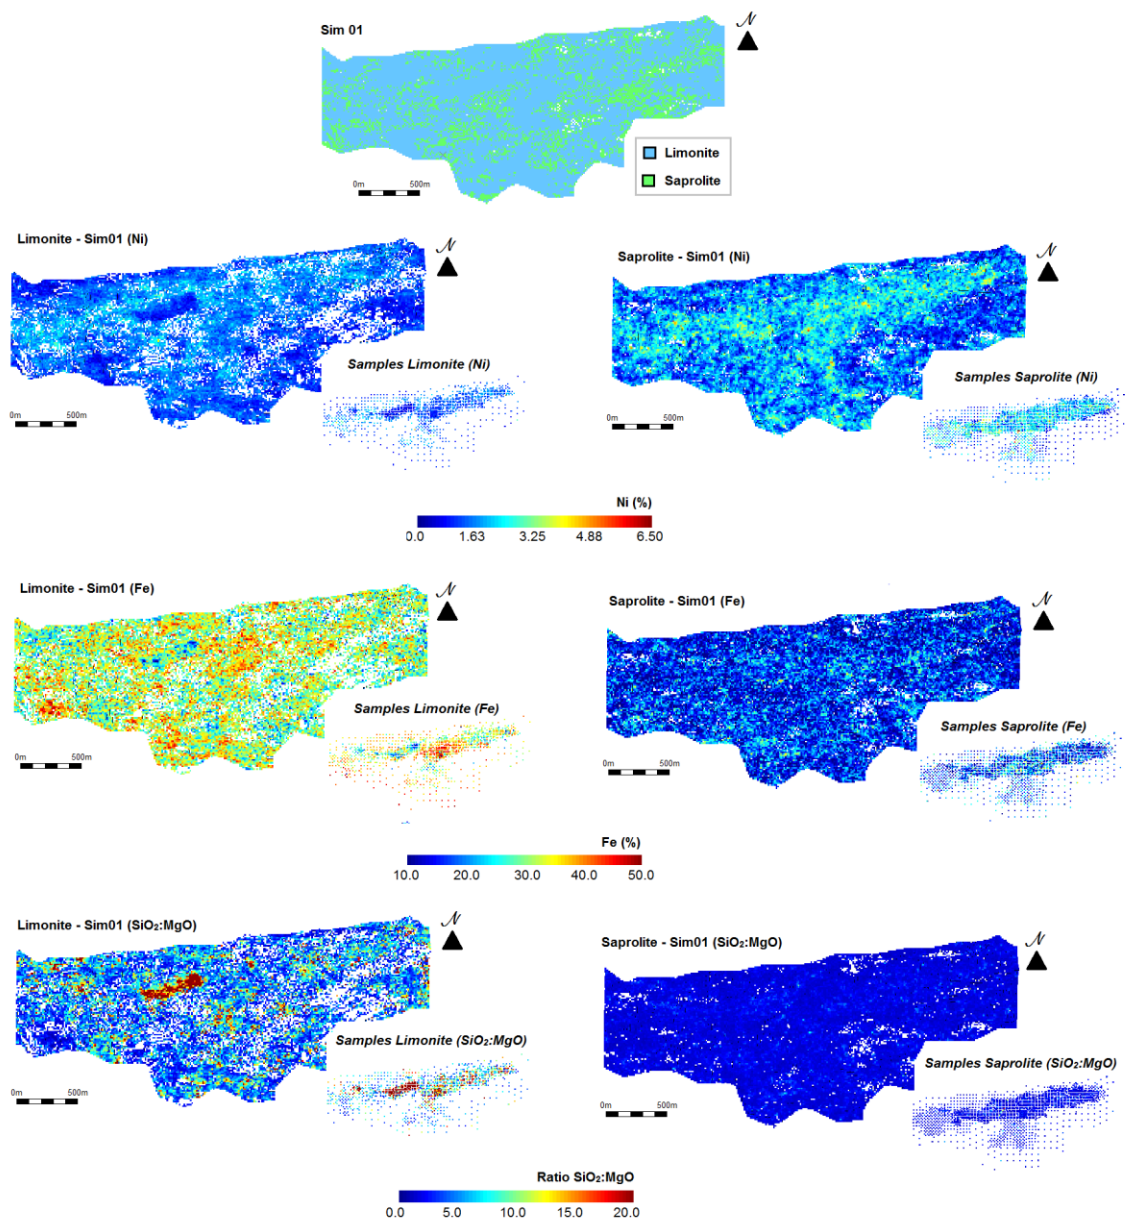 Sim 01
N
Limonite
Saprolite
0m 500m
Limonite - Sim01 (Ni)
N
Saprolite - Sim01 (Ni)
N
Samples Limonite (Ni)
Samples Saprolite (Ni)
0m 500m
0m 500m
Ni (%)
0.0 1.63 3.25 4.88 6.50
Limonite - Sim01 (Fe)
N
Saprolite - Sim01 (Fe)
N
Samples Limonite (Fe)
Samples Saprolite (Fe)
0m 500m
0m 500m
Fe (%)
10.0 20.0 30.0 40.0 50.0
Limonite - Sim01 (SiO₂:MgO)
N
Saprolite - Sim01 (SiO₂:MgO)
N
Samples Limonite (SiO₂:MgO)
Samples Saprolite (SiO₂:MgO)
0m 500m
0m 500m
Ratio SiO₂:MgO
0.0 5.0 10.0 15.0 20.0